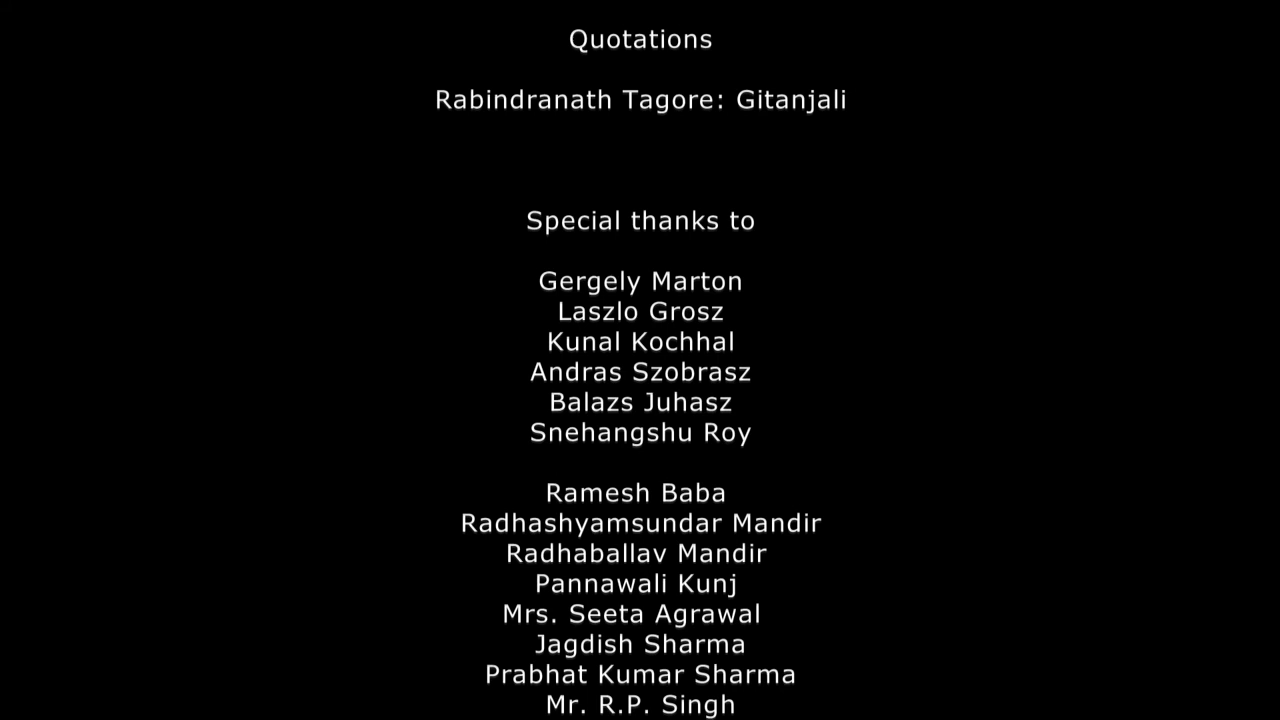 Quotations
Rabindranath Tagore: Gitanjali
Special thanks to
Gergely Marton
Laszlo Grosz
Kunal Kochhal
Andras Szobrasz
Balazs Juhasz
Snehangshu Roy
Ramesh Baba
Radhashyamsundar Mandir
Radhaballav Mandir
Pannawali Kunj
Mrs. Seeta Agrawal
Jagdish Sharma
Prabhat Kumar Sharma
Mr. R.P. Singh